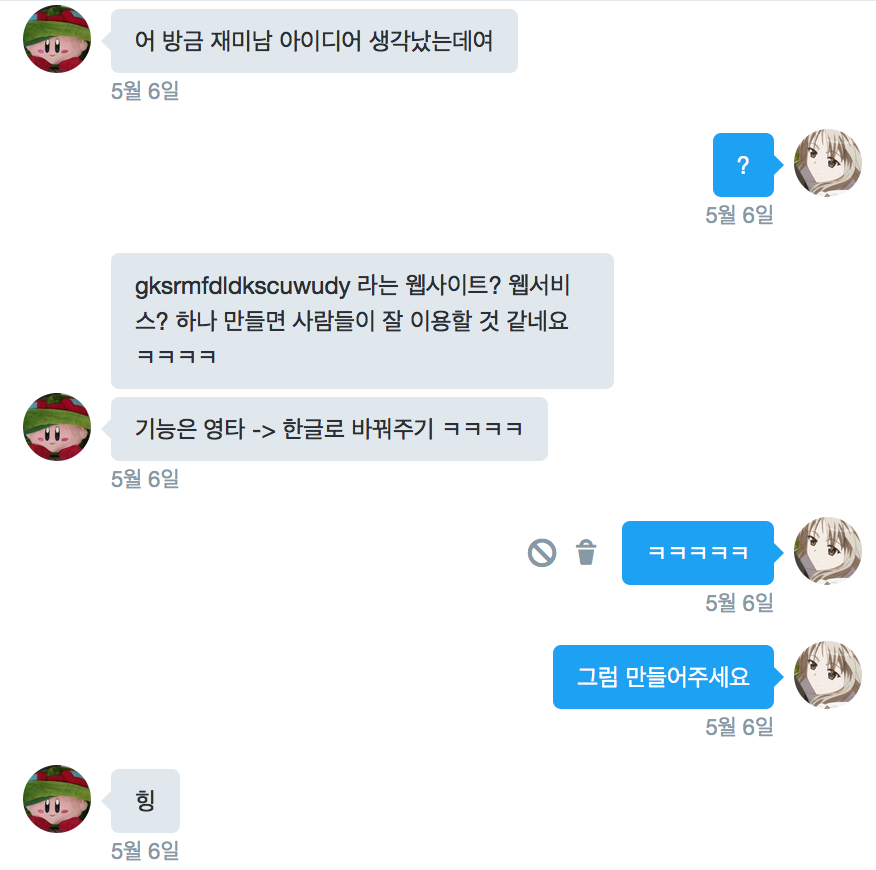 어 방금 재미남 아이디어 생각났는데여
5월 6일
?
5월 6일
gksrmfdldkscuwudy 라는 웹사이트? 웹서비
스? 하나 만들면 사람들이 잘 이용할 것 같네요
ㅋㅋㅋㅋ
기능은 영타 -> 한글로 바꿔주기 ㅋㅋㅋㅋ
5월 6일
ㅋㅋㅋㅋㅋ
5월 6일
그럼 만들어주세요
5월 6일
힝
5월 6일